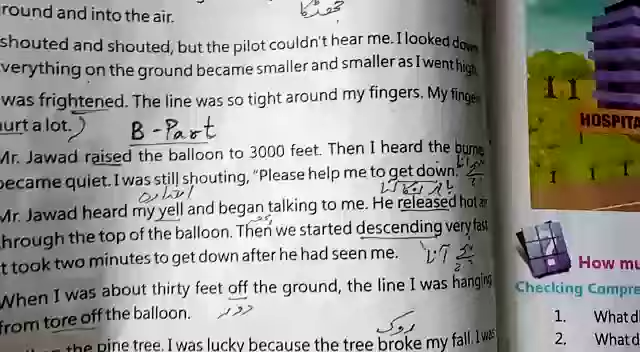 round and into the air.
جھٹکا
shouted and shouted, but the pilot couldn't hear me. I looked down
verything on the ground became smaller and smaller as I went high
was frightened. The line was so tight around my fingers. My finge
urt a lot.)
B-Part
Mr. Jawad raised the balloon to 3000 feet. Then I heard the burne
became quiet. I was still shouting, "Please help me to get down."
Mr. Jawad heard my yell and began talking to me. He released hot air
hrough the top of the balloon. Then we started descending very fast
t took two minutes to get down after he had seen me.
When I was about thirty feet off the ground, the line I was hanging
from tore off the balloon.
دور
روک
the pine tree. I was lucky because the tree broke my fall. I was
HOSPITA
How mu
Checking Compre
1. What d
2. What c